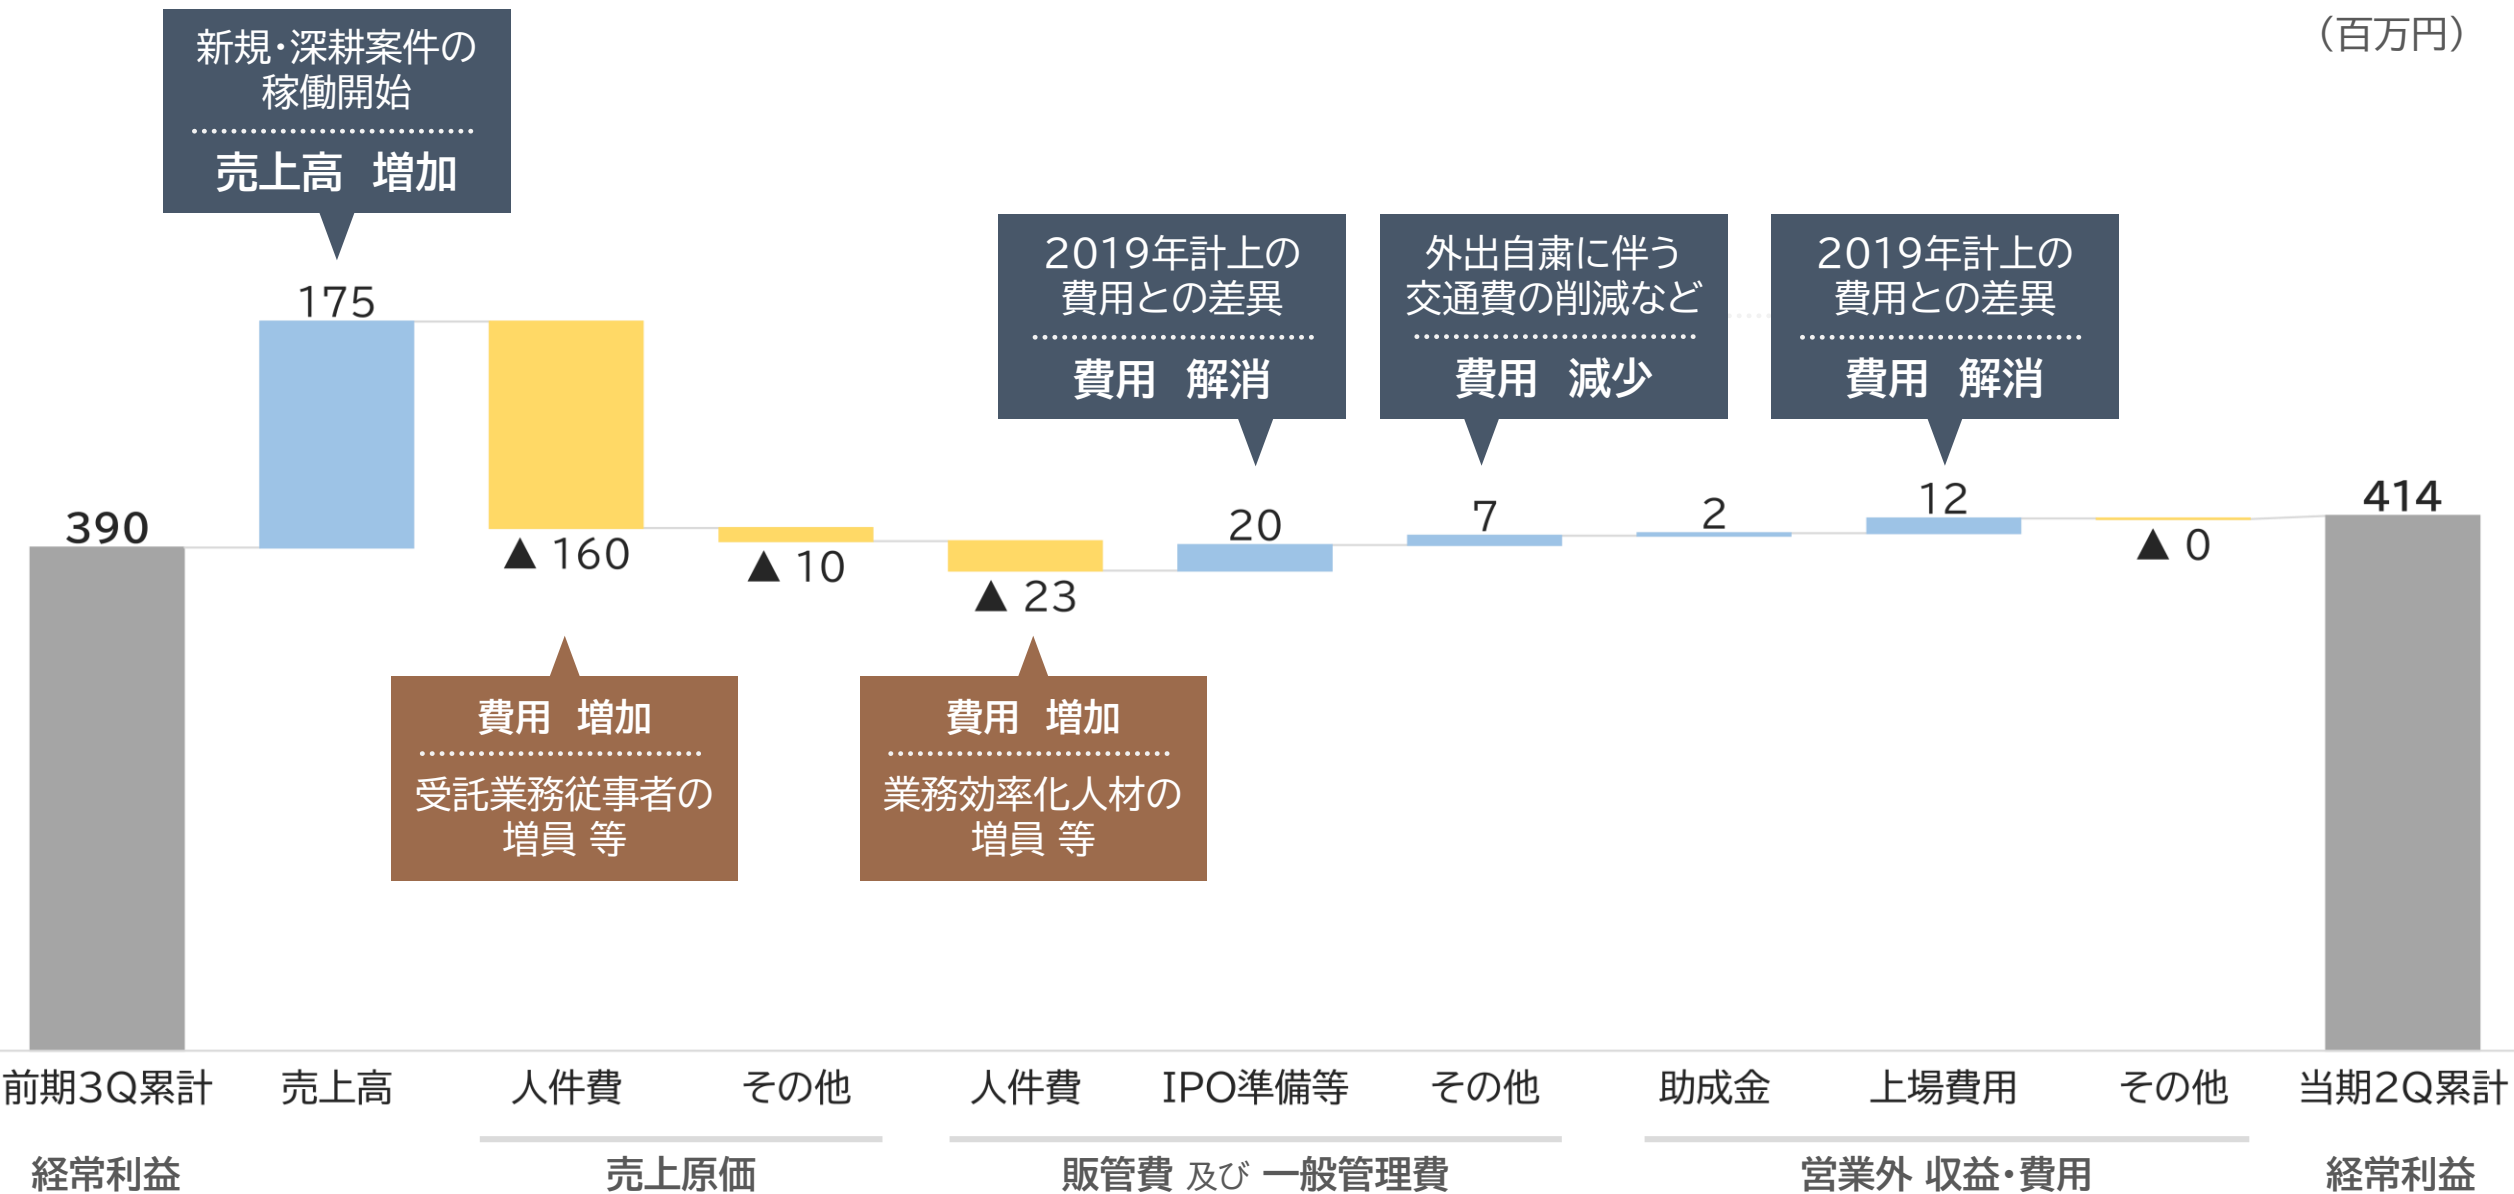 （百万円）
新規・深耕案件の
稼働開始
売上高 増加
2019年計上の
費用との差異
費用 解消
外出自粛に伴う
交通費の削減など
費用 減少
2019年計上の
費用との差異
費用 解消
390
175
▲ 160
▲ 10
▲ 23
20
7
2
12
▲ 0
414
費用 増加
受託業務従事者の
増員 等
費用 増加
業務効率化人材の
増員 等
前期3Q累計
売上高
人件費
その他
人件費
IPO準備等
その他
助成金
上場費用
その他
当期2Q累計
経常利益
売上原価
販管費 及び 一般管理費
営業外 収益・費用
経常利益